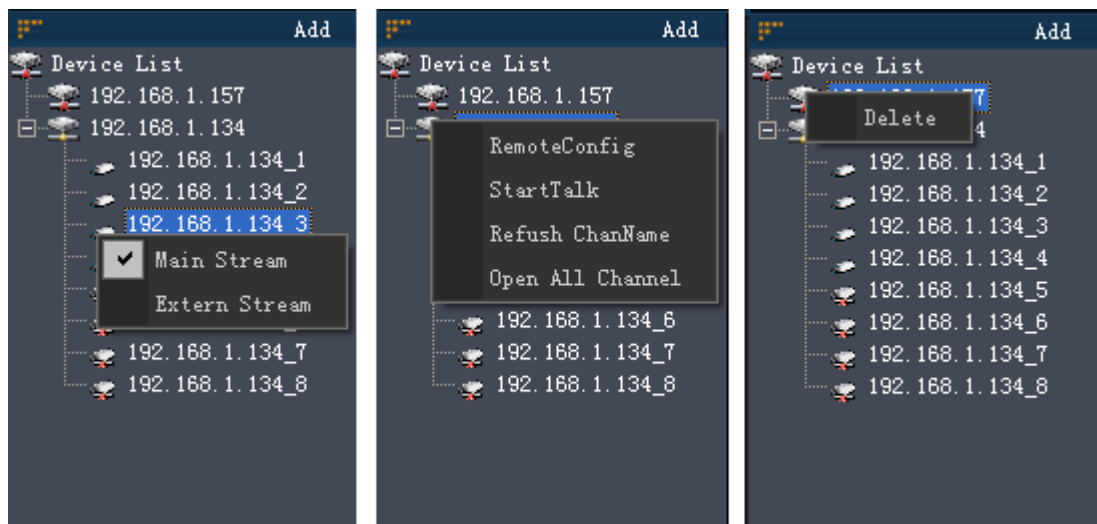 Add
Device List
192.168.1.157
192.168.1.134
192.168.1.134_1
192.168.1.134_2
192.168.1.134_3
Main Stream
Extern Stream
192.168.1.134_7
192.168.1.134_8
Add
Device List
192.168.1.157
RemoteConfig
StartTalk
Refush ChanName
Open All Channel
192.168.1.134_6
192.168.1.134_7
192.168.1.134_8
Add
Device List
Delete
192.168.1.134_1
192.168.1.134_2
192.168.1.134_3
192.168.1.134_4
192.168.1.134_5
192.168.1.134_6
192.168.1.134_7
192.168.1.134_8